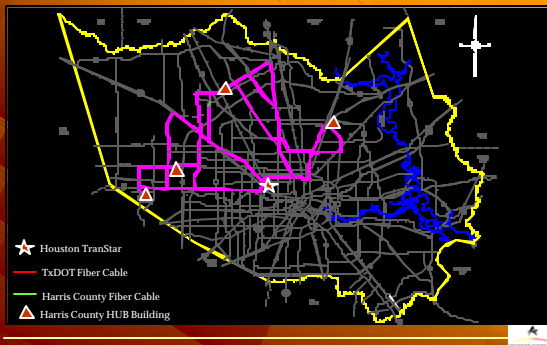 Houston TranStar
TxDOT Fiber Cable
Harris County Fiber Cable
Harris County HUB Building